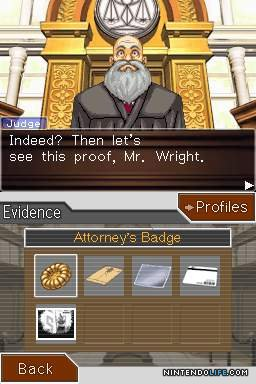 Judge
Indeed? Then let's
see this proof, Mr. Wright.
Evidence
Profiles
Attorney's Badge
Back
NINTENDOLIFE.COM